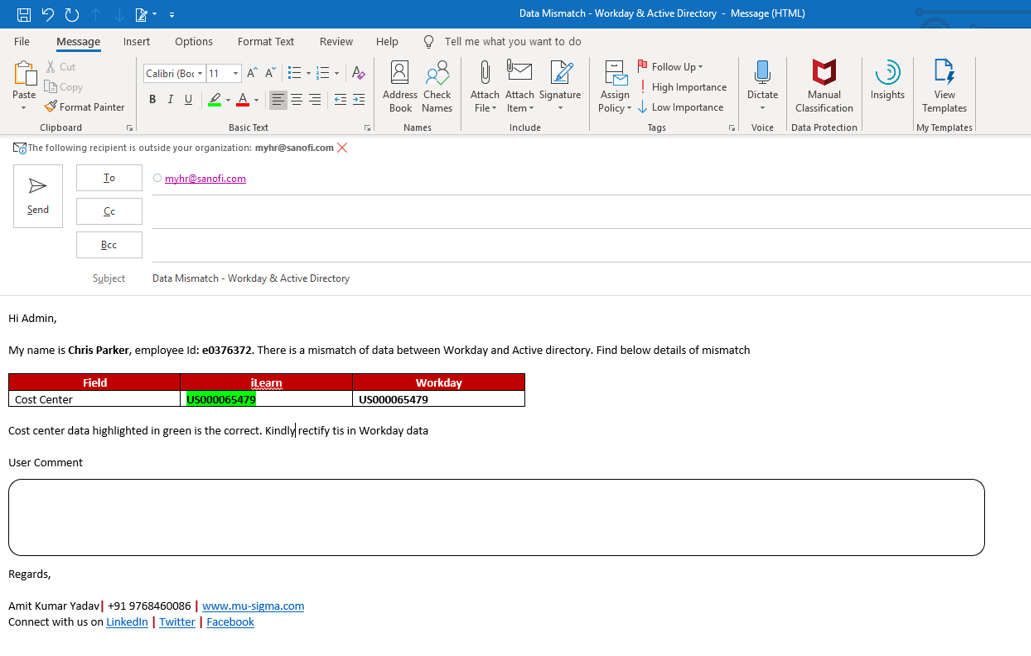 Data Mismatch - Workday & Active Directory - Message (HTML)
File Message Insert Options Format Text Review Help Tell me what you want to do
Paste
Cut
Copy
Format Painter
Clipboard
Calibri (Boc 11 A A
B I U A
Basic Text
Address Book
Check Names
Names
Attach File
Attach Item
Signature
Include
Assign Policy
Follow Up
High Importance
Low Importance
Tags
Dictate
Voice
Manual Classification
Data Protection
Insights
View Templates
My Templates
The following recipient is outside your organization: myhr@sanofi.com
Send
To myhr@sanofi.com
Cc
Bcc
Subject Data Mismatch - Workday & Active Directory
Hi Admin,
My name is Chris Parker, employee Id: e0376372. There is a mismatch of data between Workday and Active directory. Find below details of mismatch
Field iLearn Workday
Cost Center US000065479 US000065479
Cost center data highlighted in green is the correct. Kindly rectify tis in Workday data
User Comment
Regards,
Amit Kumar Yadav| +91 9768460086 | www.mu-sigma.com
Connect with us on LinkedIn | Twitter | Facebook